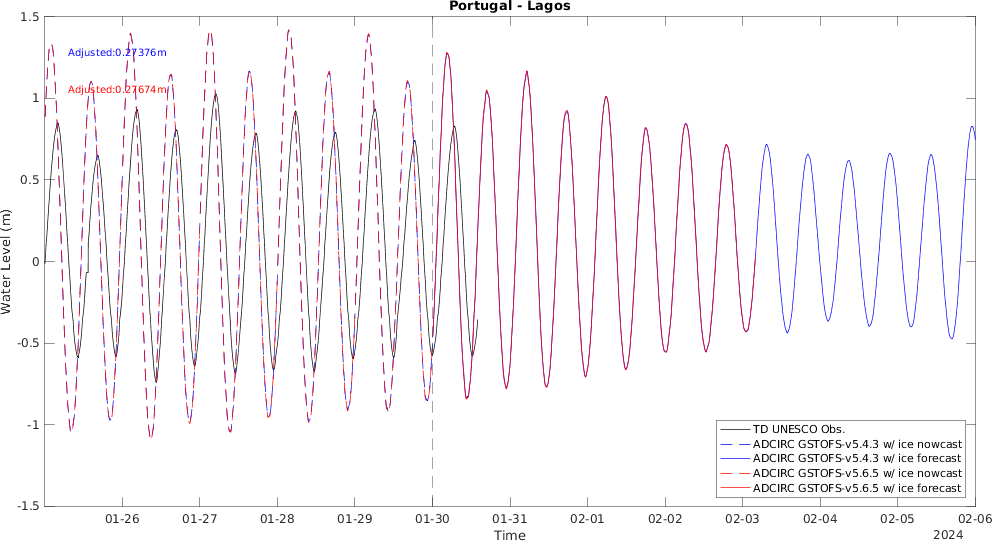 Portugal - Lagos
1.5
1
0.5
0
-0.5
-1
-1.5
Water Level (m)
Adjusted:0.27376m
Adjusted:0.27674m
TD UNESCO Obs.
ADCIRC GSTOFS-v5.4.3 w/ ice nowcast
ADCIRC GSTOFS-v5.4.3 w/ ice forecast
ADCIRC GSTOFS-v5.6.5 w/ ice nowcast
ADCIRC GSTOFS-v5.6.5 w/ ice forecast
01-26 01-27 01-28 01-29 01-30 01-31 02-01 02-02 02-03 02-04 02-05 02-06
Time
2024